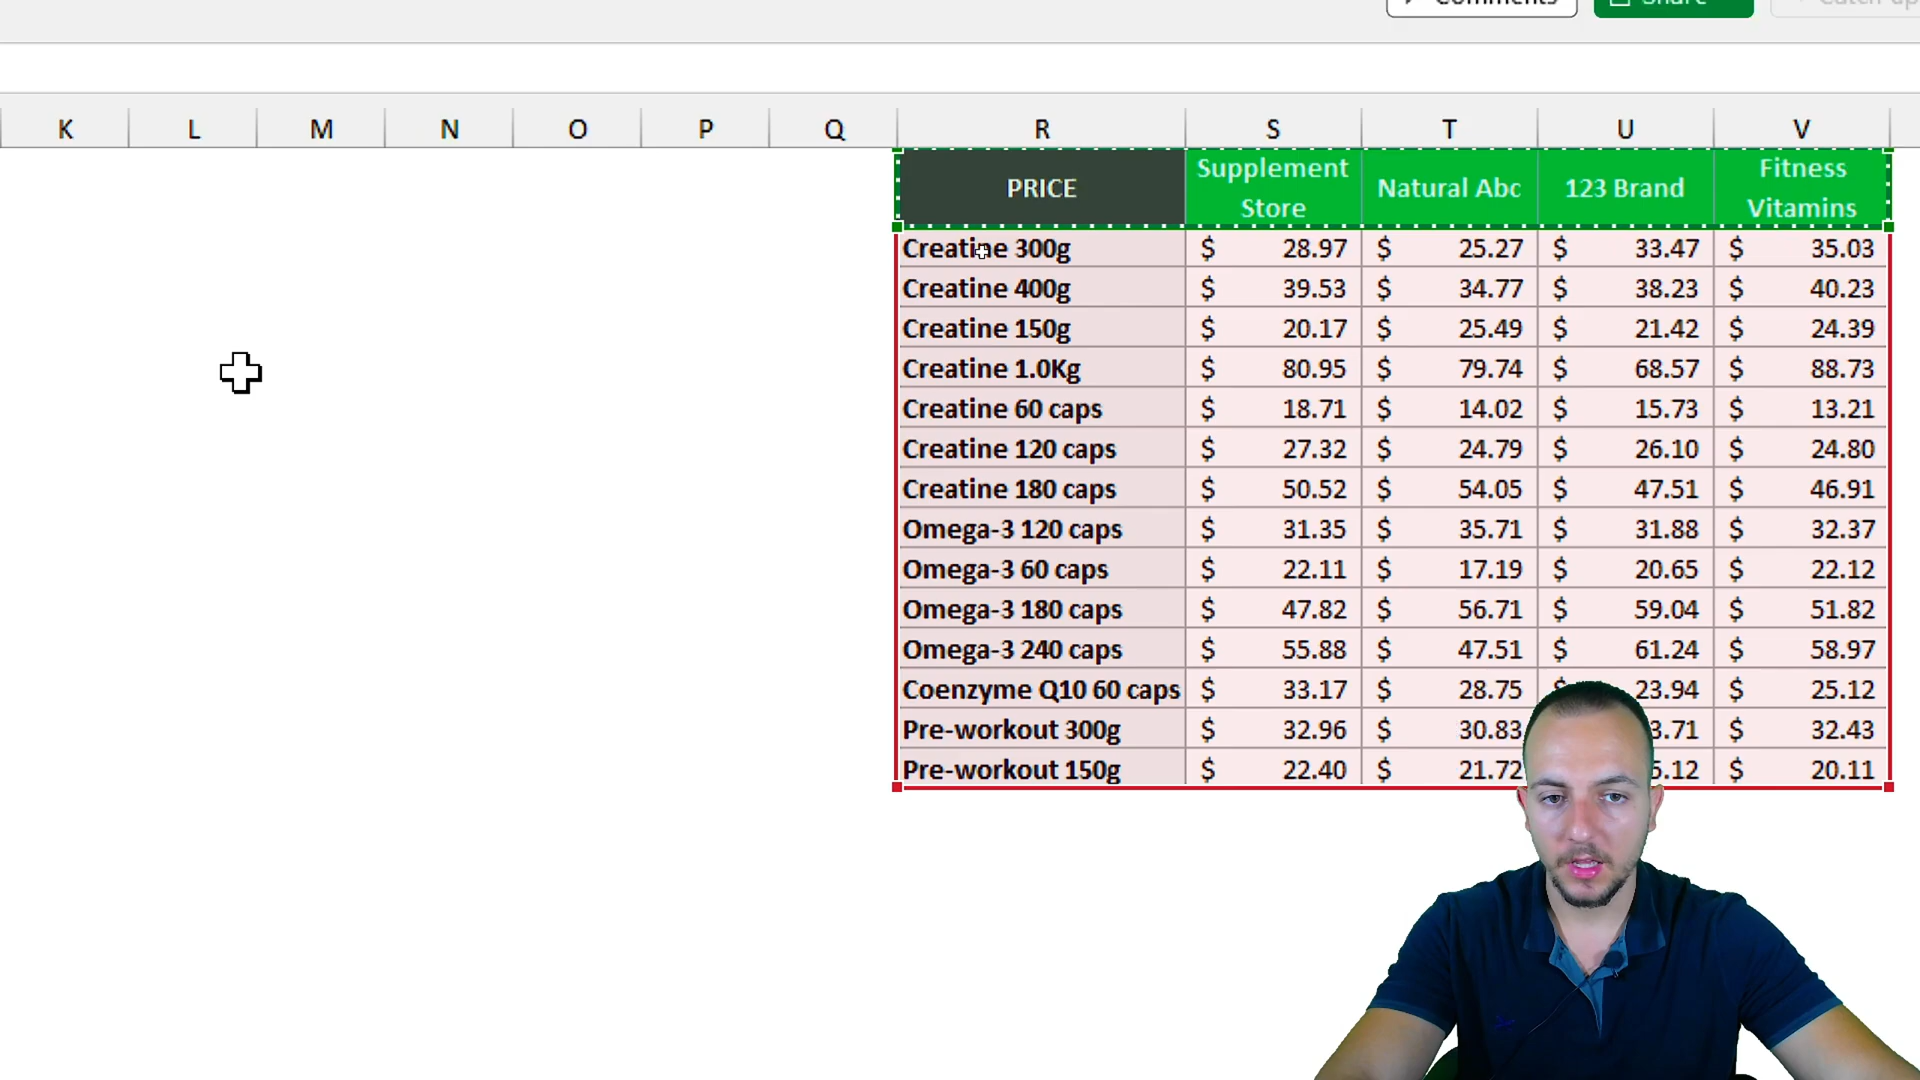 K L M N O P Q R S T U V
PRICE Supplement Store Natural Abc 123 Brand Fitness Vitamins
Creatine 300g $ 28.97 $ 25.27 $ 33.47 $ 35.03
Creatine 400g $ 39.53 $ 34.77 $ 38.23 $ 40.23
Creatine 150g $ 20.17 $ 25.49 $ 21.42 $ 24.39
Creatine 1.0Kg $ 80.95 $ 79.74 $ 68.57 $ 88.73
Creatine 60 caps $ 18.71 $ 14.02 $ 15.73 $ 13.21
Creatine 120 caps $ 27.32 $ 24.79 $ 26.10 $ 24.80
Creatine 180 caps $ 50.52 $ 54.05 $ 47.51 $ 46.91
Omega-3 120 caps $ 31.35 $ 35.71 $ 31.88 $ 32.37
Omega-3 60 caps $ 22.11 $ 17.19 $ 20.65 $ 22.12
Omega-3 180 caps $ 47.82 $ 56.71 $ 59.04 $ 51.82
Omega-3 240 caps $ 55.88 $ 47.51 $ 61.24 $ 58.97
Coenzyme Q10 60 caps $ 33.17 $ 28.75 $ 23.94 $ 25.12
Pre-workout 300g $ 32.96 $ 30.83 3.71 $ 32.43
Pre-workout 150g $ 22.40 $ 21.72 5.12 $ 20.11